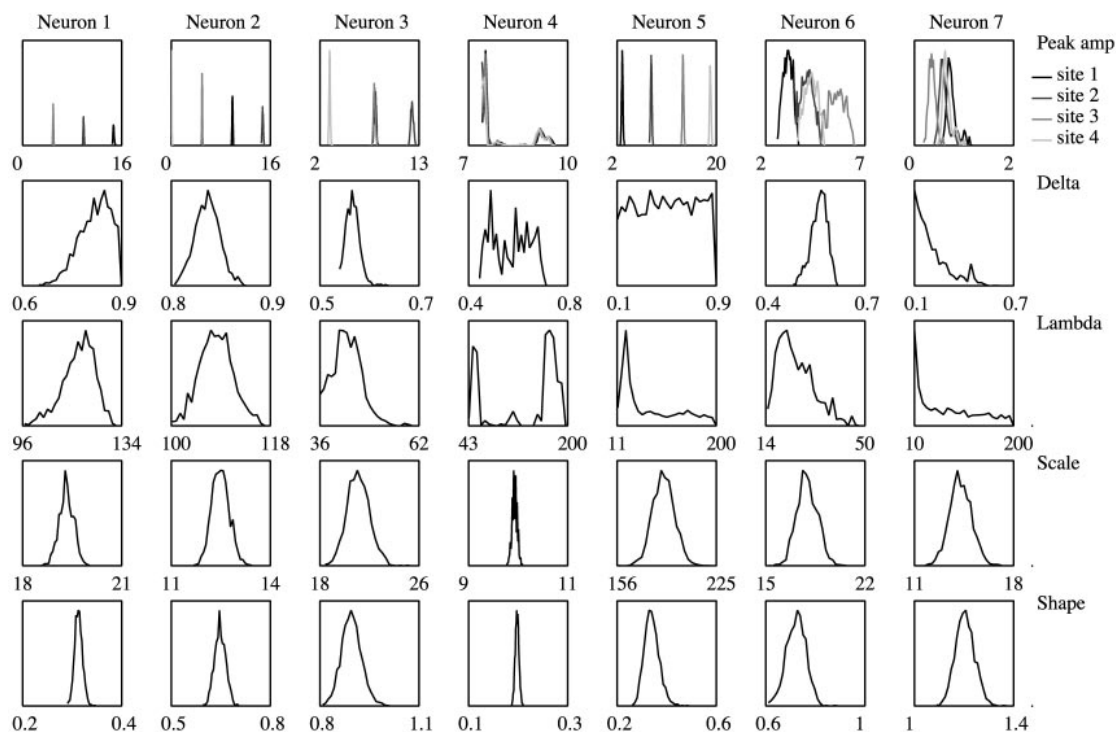 Neuron 1 Neuron 2 Neuron 3 Neuron 4 Neuron 5 Neuron 6 Neuron 7
Peak amp
site 1
site 2
site 3
site 4
0 16 0 16 2 13 7 10 2 20 2 7 0 2
Delta
0.6 0.9 0.8 0.9 0.5 0.7 0.4 0.8 0.1 0.9 0.4 0.7 0.1 0.7
Lambda
96 134 100 118 36 62 43 200 11 200 14 50 10 200
Scale
18 21 11 14 18 26 9 11 156 225 15 22 11 18
Shape
0.2 0.4 0.5 0.8 0.8 1.1 0.1 0.3 0.2 0.6 0.6 1 1 1.4